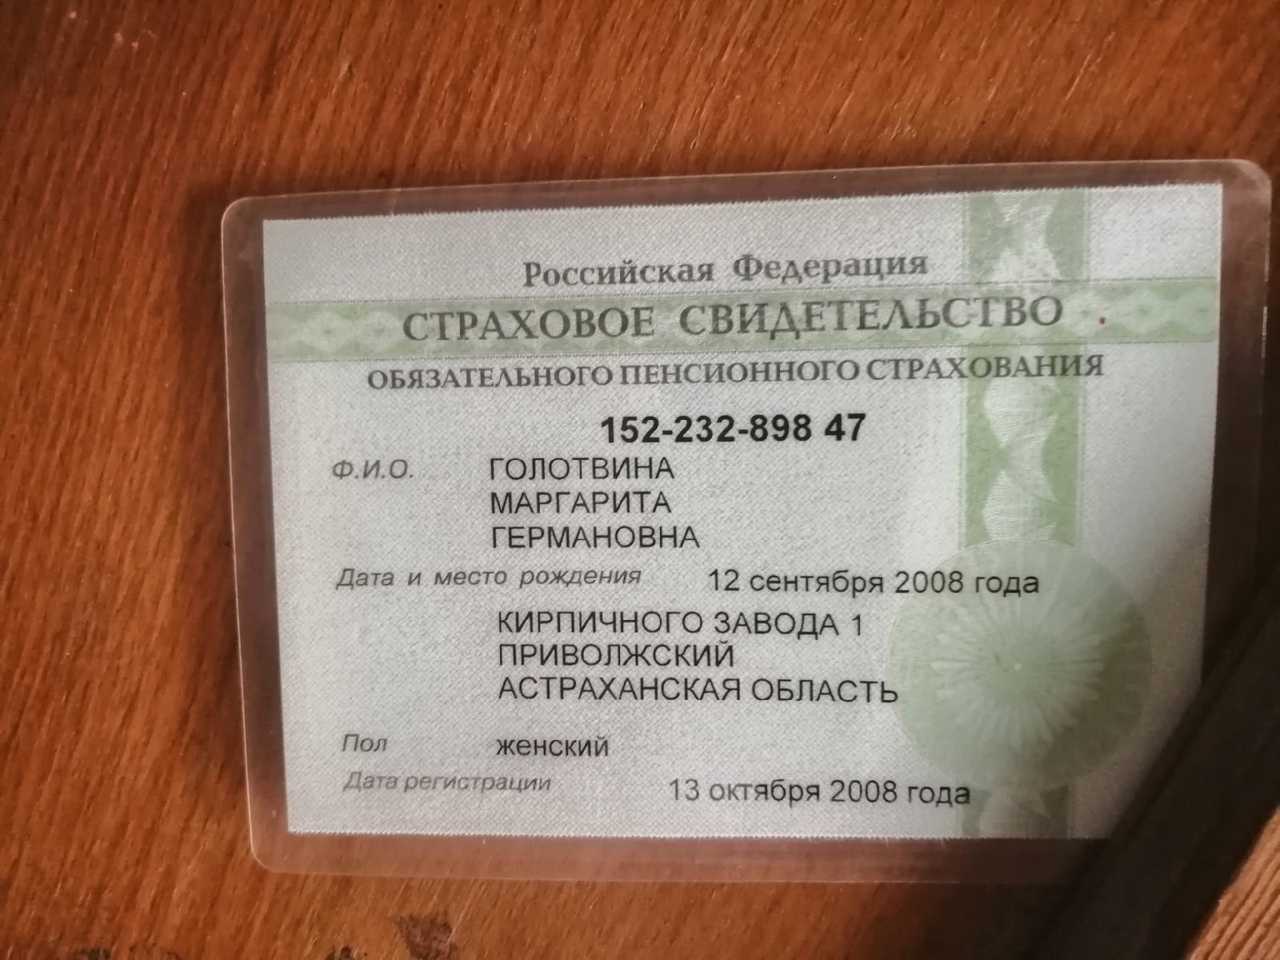 Российская Федерация
СТРАХОВОЕ СВИДЕТЕЛЬСТВО
ОБЯЗАТЕЛЬНОГО ПЕНСИОННОГО СТРАХОВАНИЯ
152-232-898 47
Ф.И.О. ГОЛОТВИНА
МАРГАРИТА
ГЕРМАНОВНА
Дата и место рождения 12 сентября 2008 года
КИРПИЧНОГО ЗАВОДА 1
ПРИВОЛЖСКИЙ
АСТРАХАНСКАЯ ОБЛАСТЬ
Пол женский
Дата регистрации 13 октября 2008 года